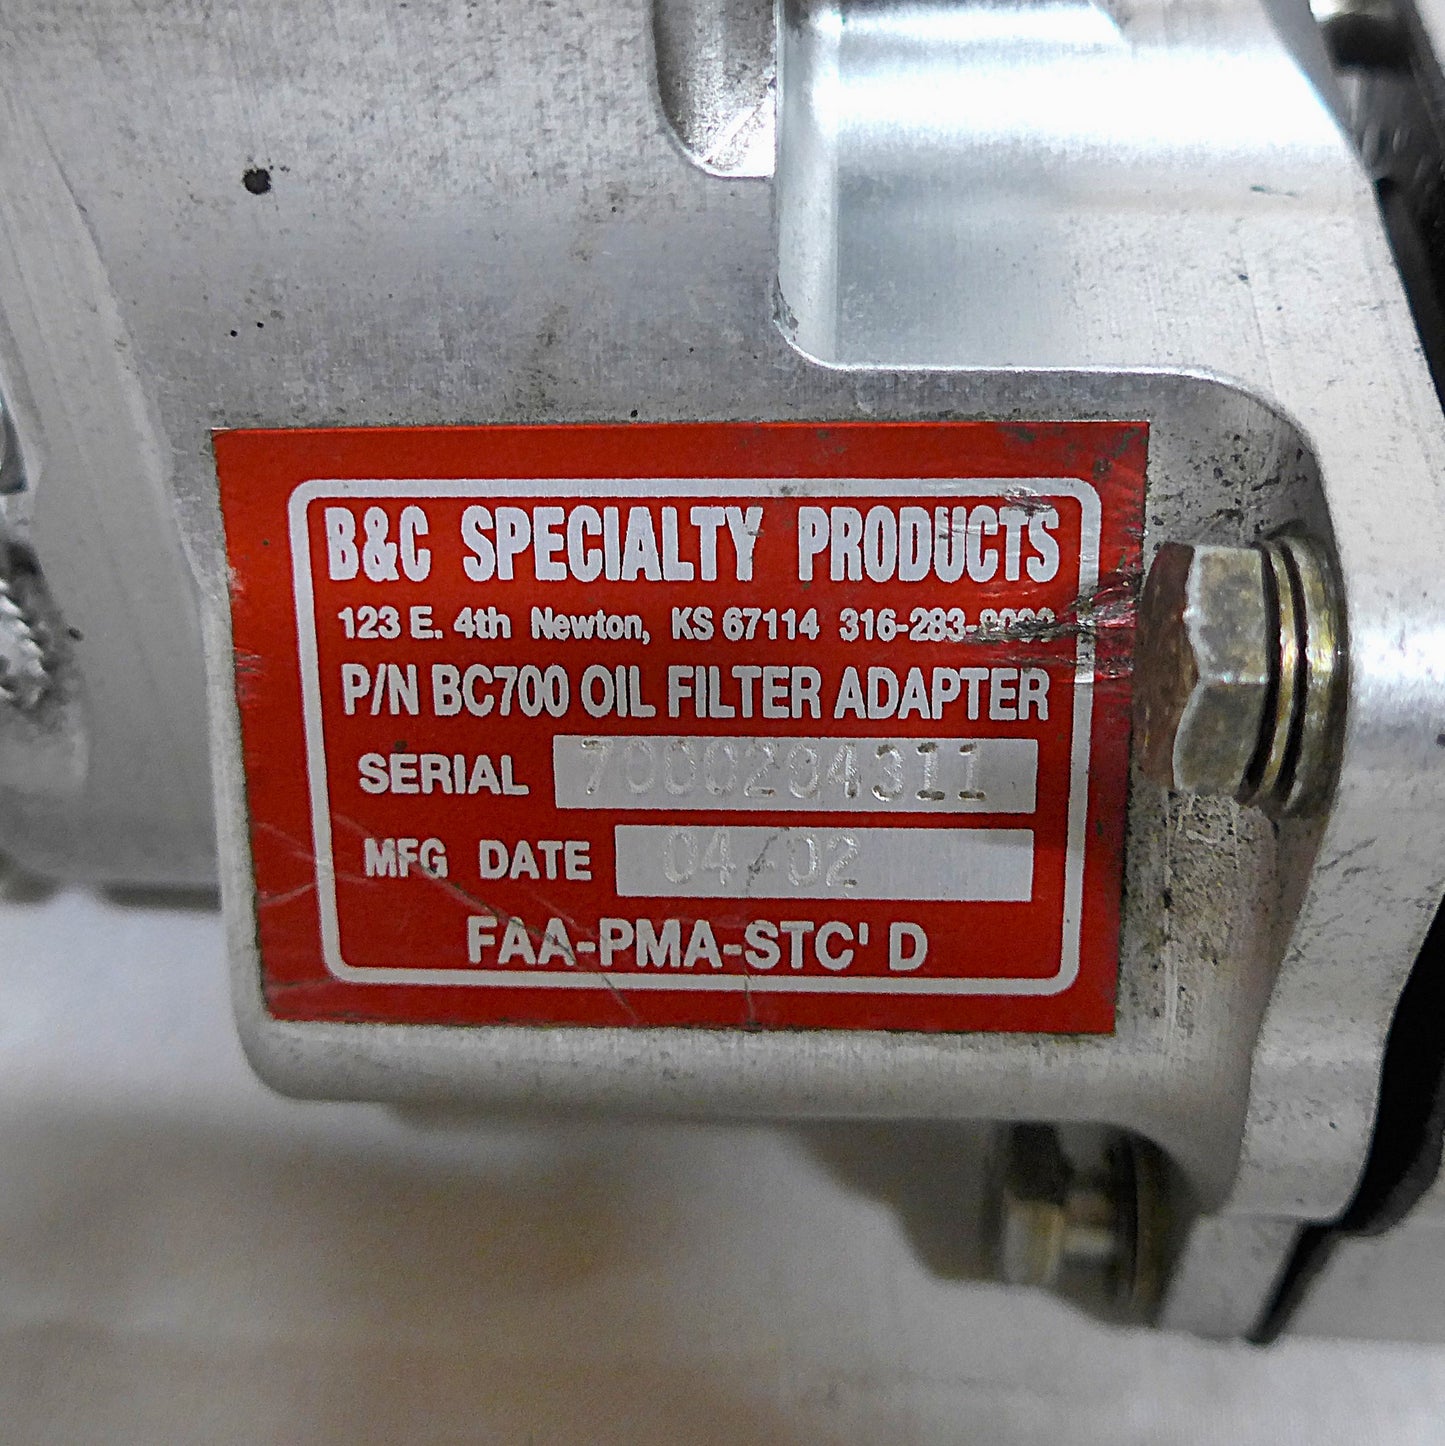 B&C SPECIALTY PRODUCTS
123 E. 4th Newton, KS 67114 316-283-8000
P/N BC700 OIL FILTER ADAPTER
SERIAL
MFG DATE 04/02
FAA-PMA-STC' D